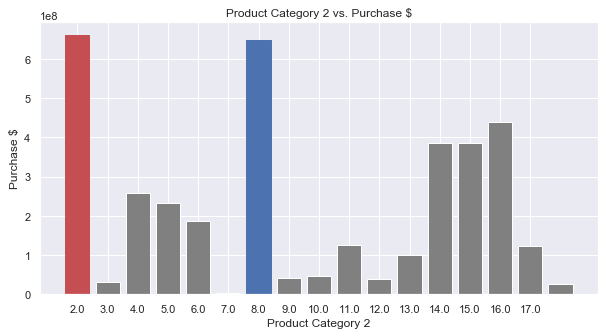 Product Category 2 vs. Purchase $
1e8
6
5
4
3
2
1
0
Purchase $
2.0 3.0 4.0 5.0 6.0 7.0 8.0 9.0 10.0 11.0 12.0 13.0 14.0 15.0 16.0 17.0
Product Category 2